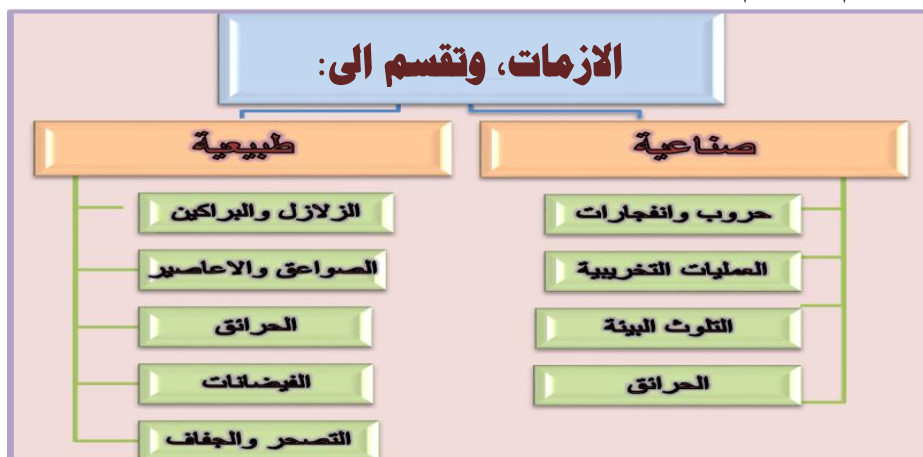 الازمات، وتقسم الى:
صناعية
حروب وانفجارات
العمليات التخريبية
التلوث البيئة
الحرائق
طبيعية
الزلازل والبراكين
الصواعق والاعاصير
الحرائق
الفيضانات
التصحر والجفاف